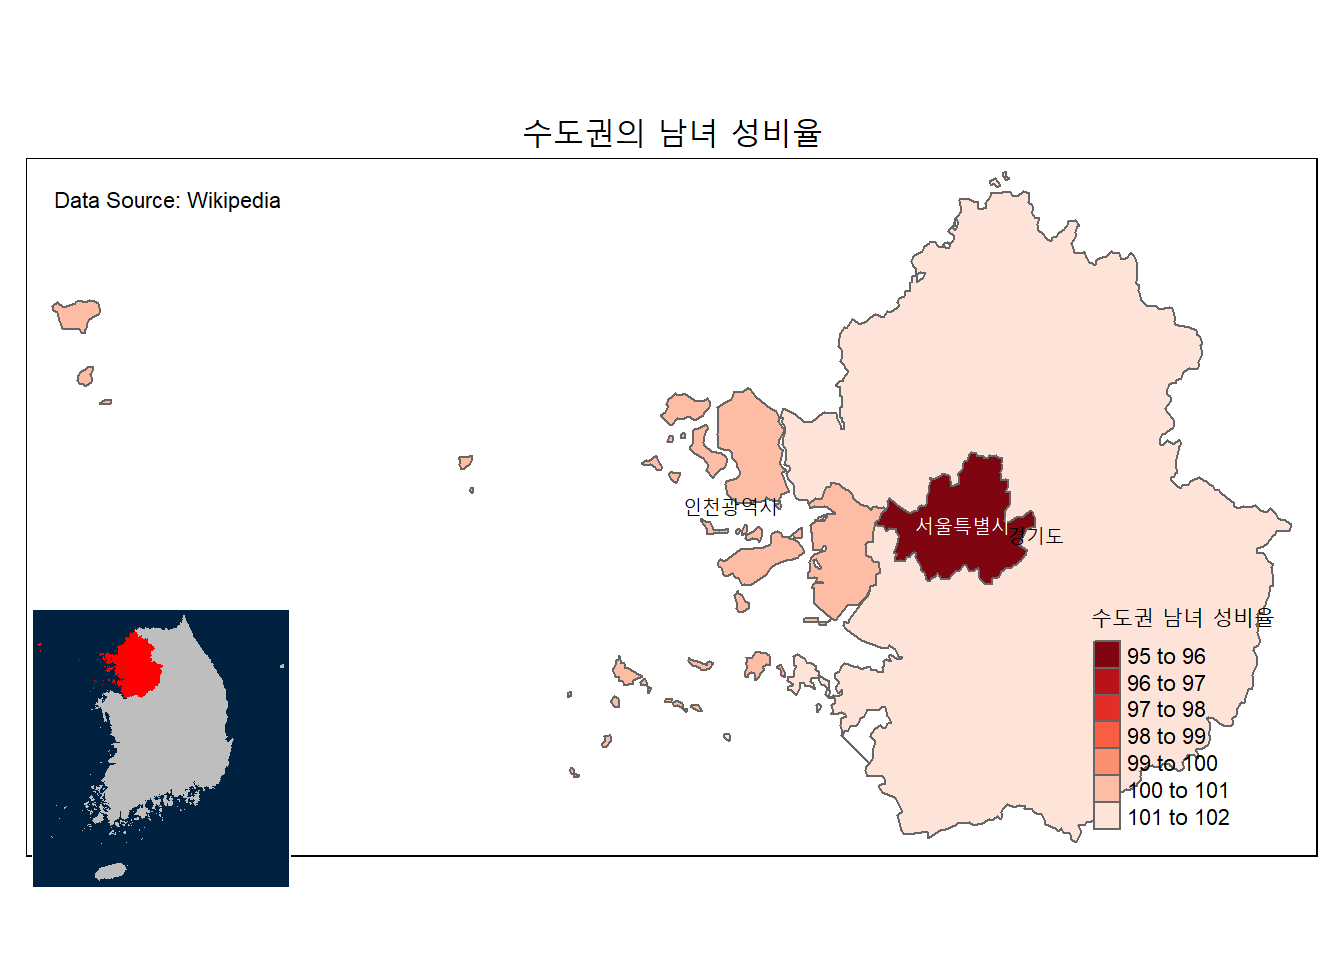 수도권의 남녀 성비율
Data Source: Wikipedia
인천광역시
서울특별시
경기도
수도권 남녀 성비율
95 to 96
96 to 97
97 to 98
98 to 99
99 to 100
100 to 101
101 to 102